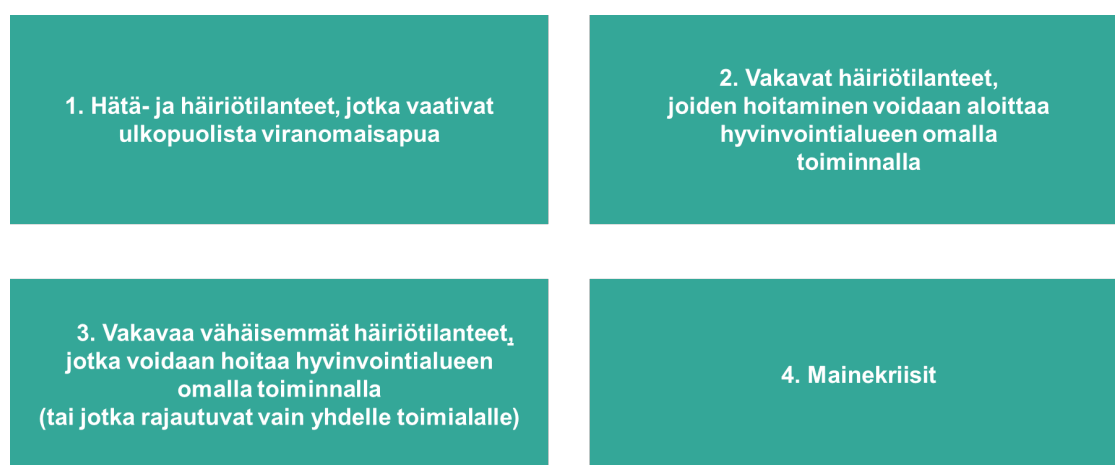 1. Hätä- ja häiriötilanteet, jotka vaativat
ulkopuolista viranomaisapua
2. Vakavat häiriötilanteet,
joiden hoitaminen voidaan aloittaa
hyvinvointialueen omalla
toiminnalla
3. Vakavaa vähäisemmät häiriötilanteet,
jotka voidaan hoitaa hyvinvointialueen
omalla toiminnalla
(tai jotka rajautuvat vain yhdelle toimialalle)
4. Mainekriisit